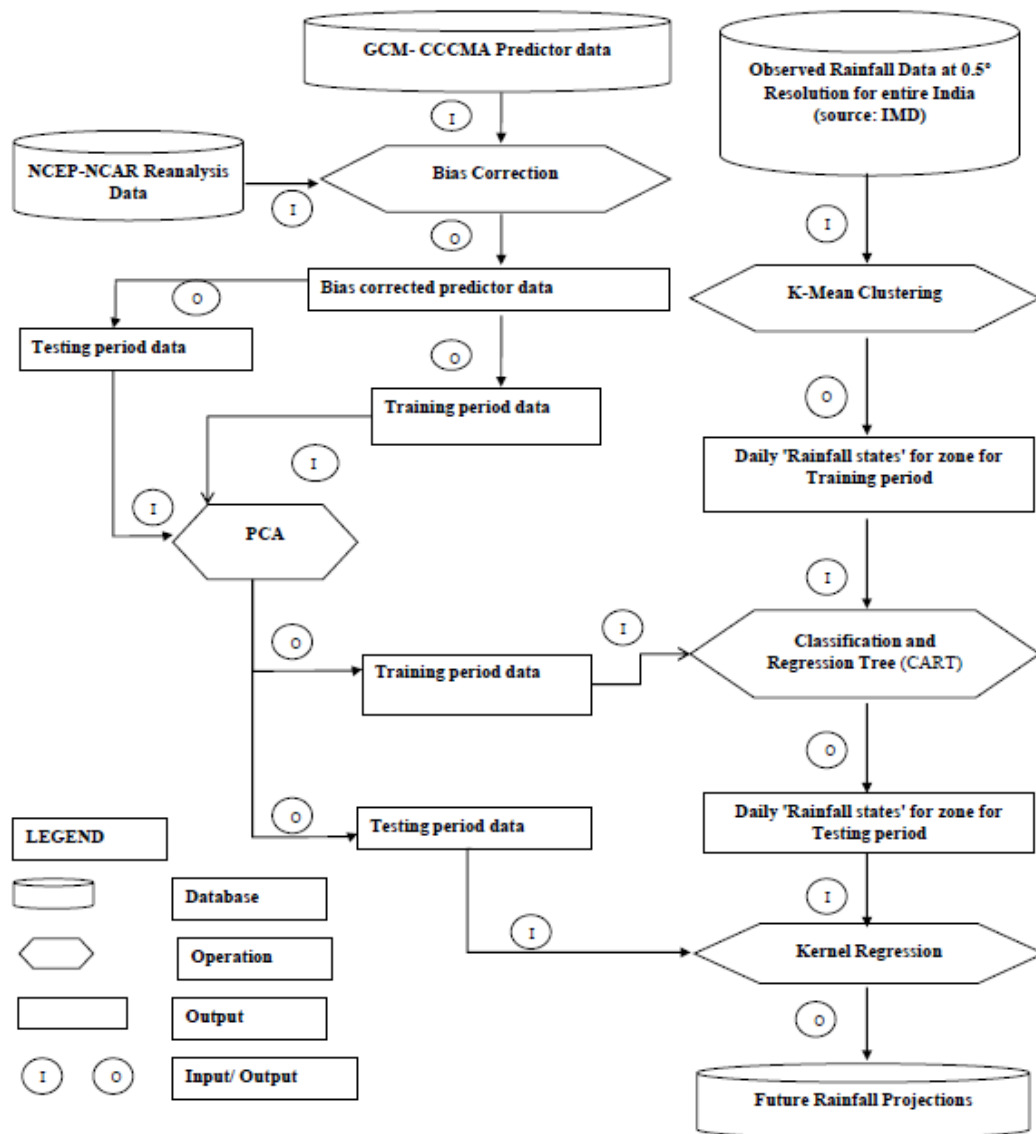 GCM- CCCMA Predictor data
Observed Rainfall Data at 0.5°
Resolution for entire India
(source: IMD)
I
NCEP-NCAR Reanalysis
Data
Bias Correction
I
I
O
Bias corrected predictor data
K-Mean Clustering
O
Testing period data
O
O
Training period data
Daily 'Rainfall states' for zone for
Training period
I
I
PCA
I
O
I
Classification and
Regression Tree (CART)
Training period data
O
O
Testing period data
Daily 'Rainfall states' for zone for
Testing period
LEGEND
Database
I
I
Kernel Regression
Operation
Output
O
I
O
Input/ Output
Future Rainfall Projections